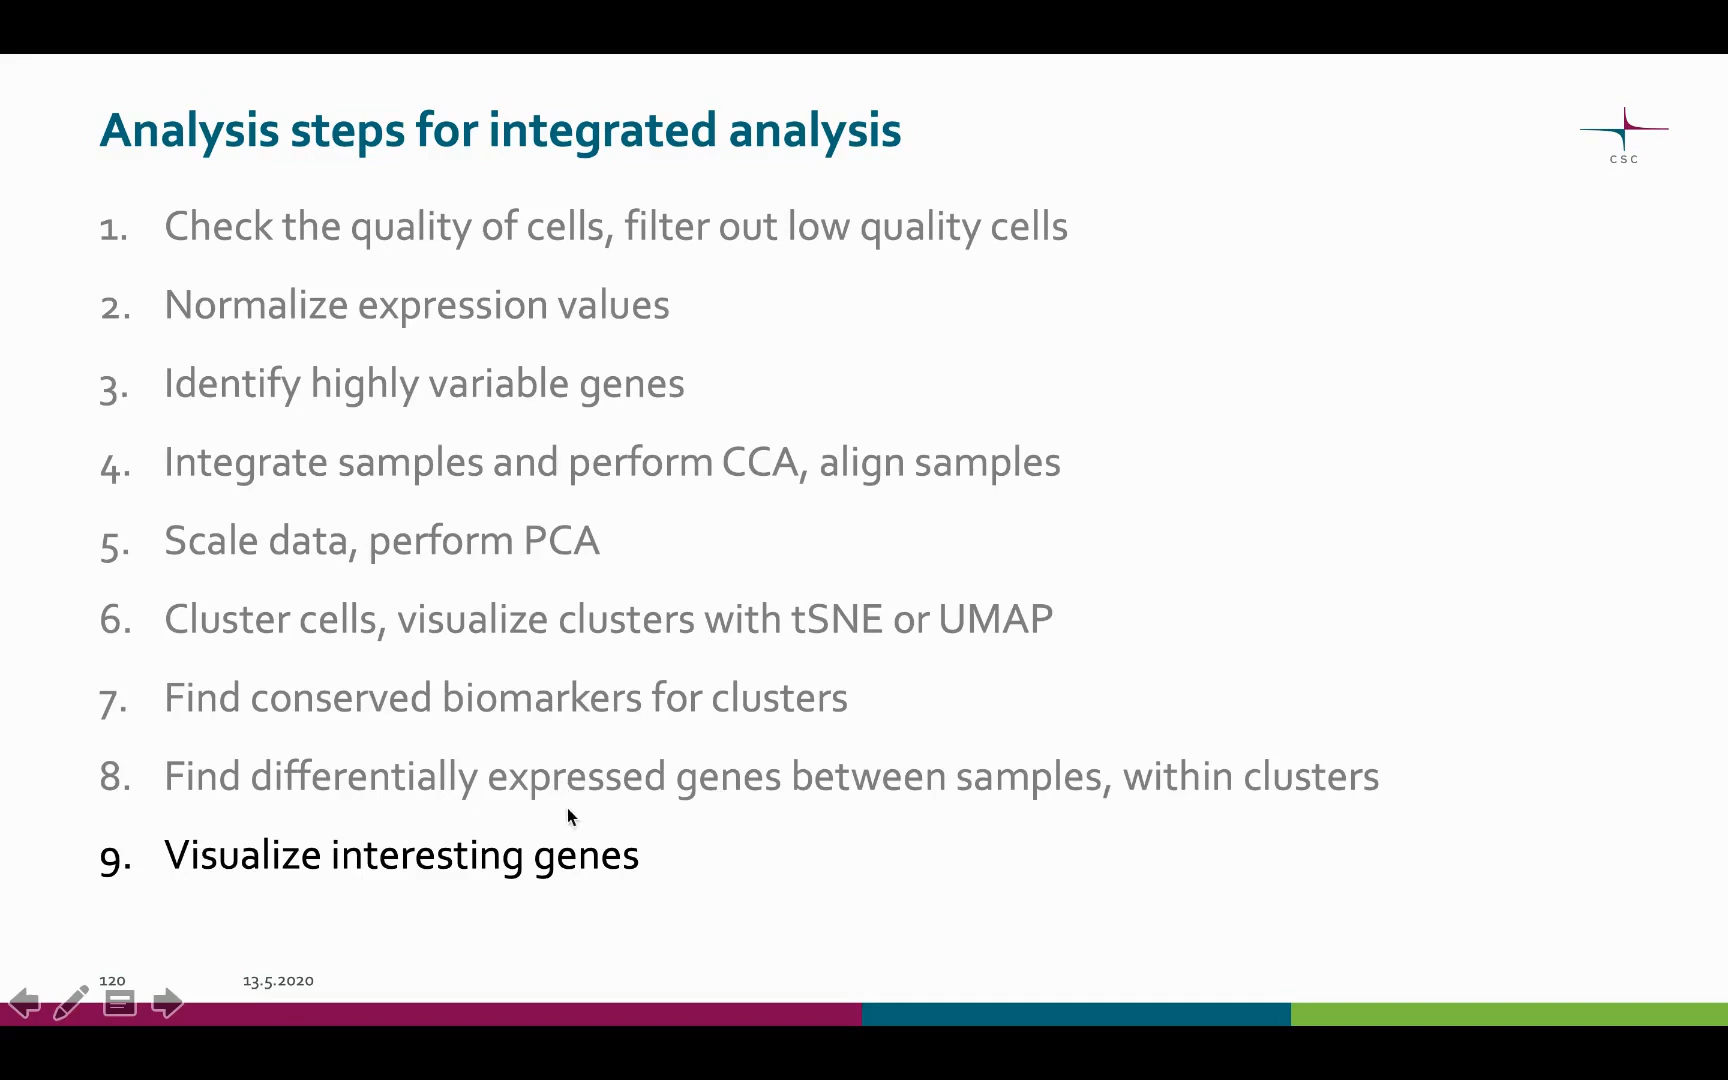 Analysis steps for integrated analysis
CSC
1. Check the quality of cells, filter out low quality cells
2. Normalize expression values
3. Identify highly variable genes
4. Integrate samples and perform CCA, align samples
5. Scale data, perform PCA
6. Cluster cells, visualize clusters with tSNE or UMAP
7. Find conserved biomarkers for clusters
8. Find differentially expressed genes between samples, within clusters
9. Visualize interesting genes
120 13.5.2020